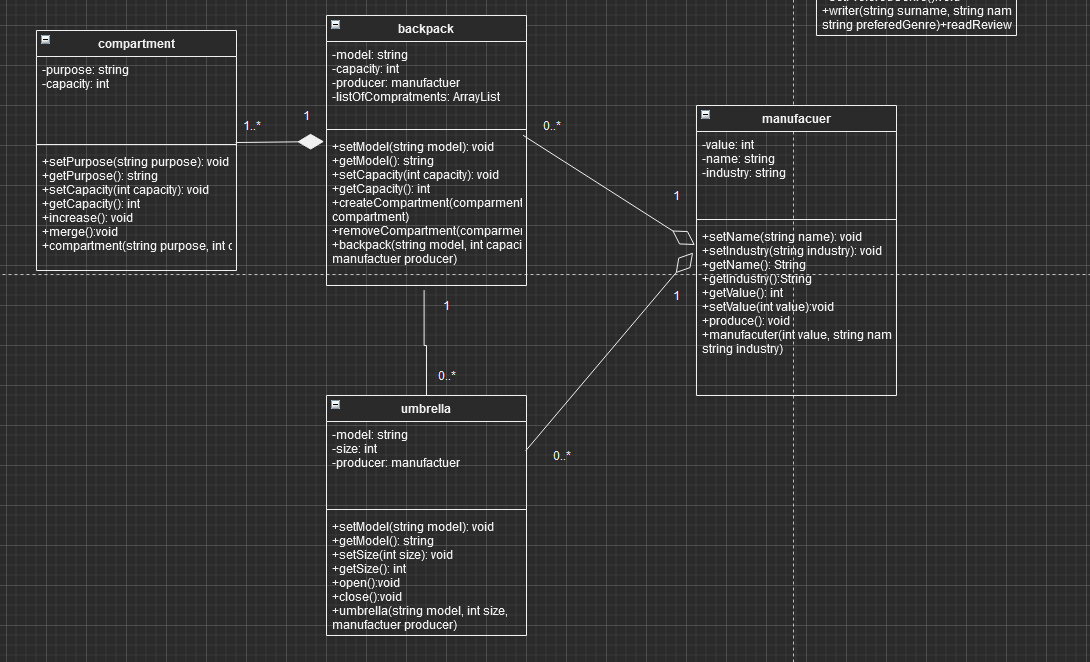 compartment
-purpose: string
-capacity: int
+setPurpose(string purpose): void
+getPurpose(): string
+setCapacity(int capacity): void
+getCapacity(): int
+increase(): void
+merge():void
+compartment(string purpose, int c
1..*
1
backpack
-model: string
-capacity: int
-producer: manufactuer
-listOfCompratments: ArrayList
+setModel(string model): void
+getModel(): string
+setCapacity(int capacity): void
+getCapacity(): int
+createCompartment(comparment
compartment)
+removeCompartment(comparmer
+backpack(string model, int capaci
manufactuer producer)
0..*
1
1
1
0..*
0..*
umbrella
-model: string
-size: int
-producer: manufactuer
+setModel(string model): void
+getModel(): string
+setSize(int size): void
+getSize(): int
+open():void
+close():void
+umbrella(string model, int size,
manufactuer producer)
+writer(string surname, string nam
string preferedGenre)+readReview
manufacuer
-value: int
-name: string
-industry: string
+setName(string name): void
+setIndustry(string industry): void
+getName(): String
+getIndustry():String
+getValue(): int
+setValue(int value):void
+produce(): void
+manufacuter(int value, string nam
string industry)